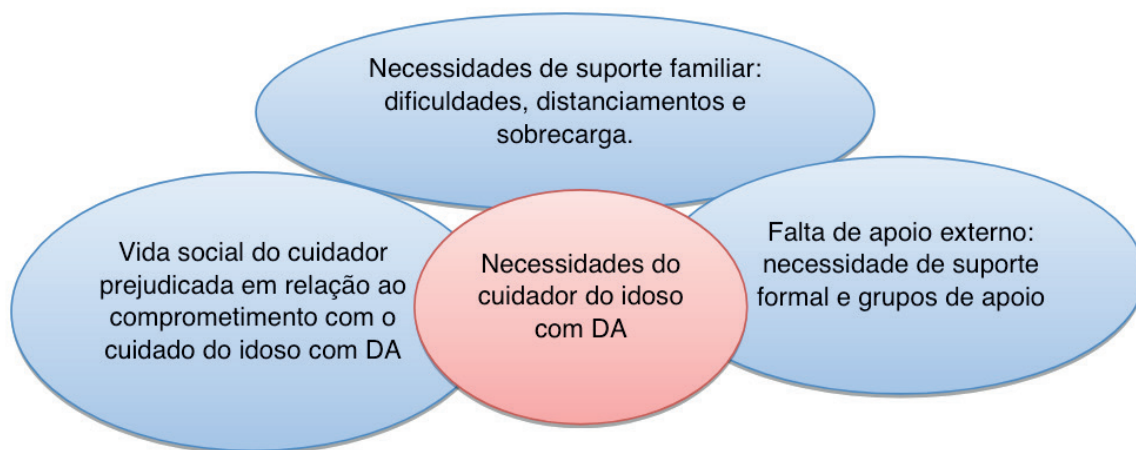 Necessidades de suporte familiar:
dificuldades, distanciamentos e
sobrecarga.
Vida social do cuidador
prejudicada em relação ao
comprometimento com o
cuidado do idoso com DA
Necessidades do
cuidador do idoso
com DA
Falta de apoio externo:
necessidade de suporte
formal e grupos de apoio